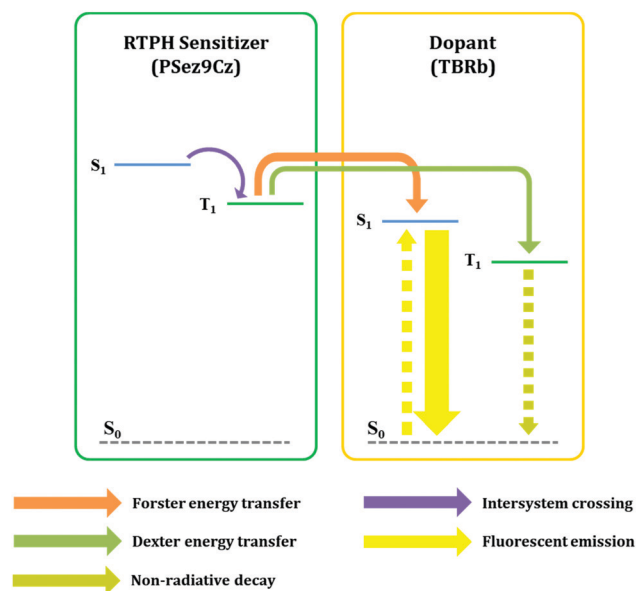 RTPH Sensitizer
(PSez9Cz)
Dopant
(TBRb)
S₁
T₁
S₁
T₁
S₀
S₀
Forster energy transfer
Intersystem crossing
Dexter energy transfer
Fluorescent emission
Non-radiative decay